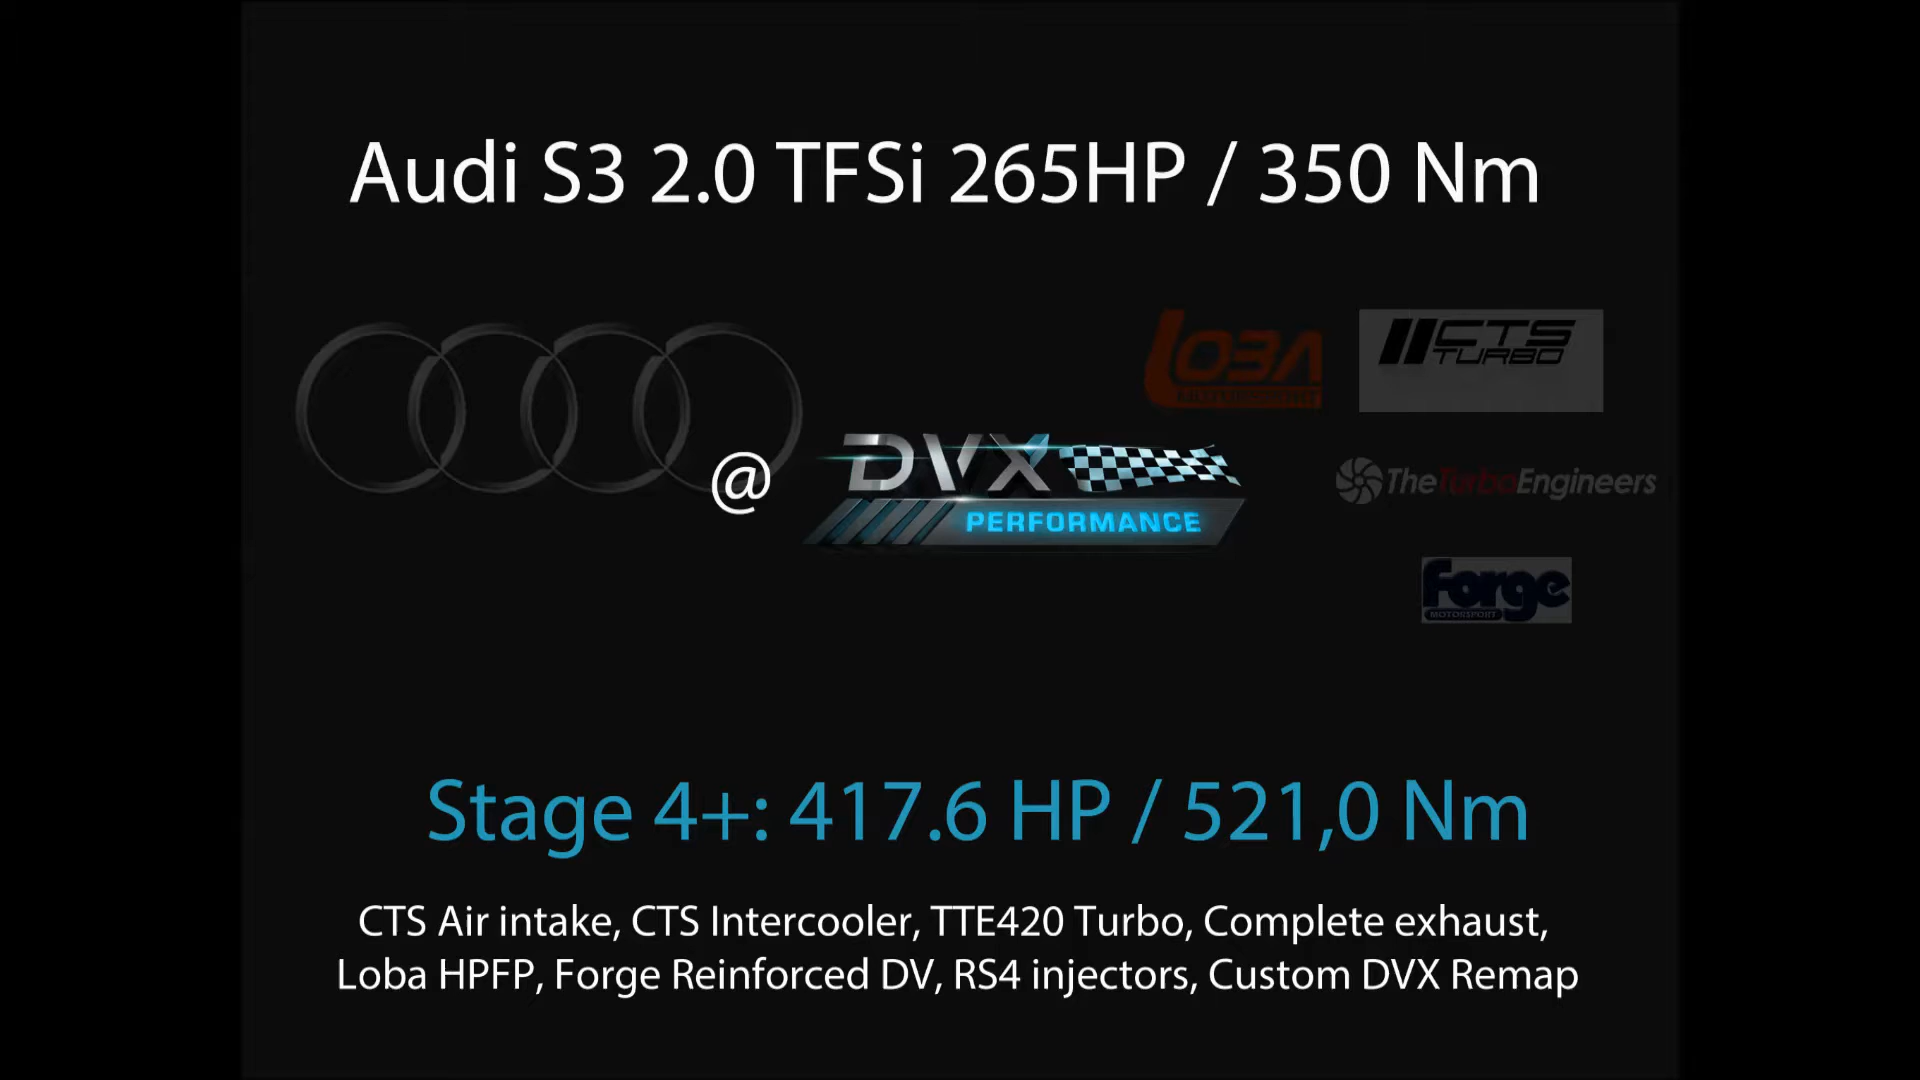 Audi S3 2.0 TFSi 265HP / 350 Nm
LOBA
MOTORSPORT
CTS
TURBO
@
DVX
PERFORMANCE
TheTurboEngineers
Forge
MOTORSPORT
Stage 4+: 417.6 HP / 521,0 Nm
CTS Air intake, CTS Intercooler, TTE420 Turbo, Complete exhaust,
Loba HPFP, Forge Reinforced DV, RS4 injectors, Custom DVX Remap